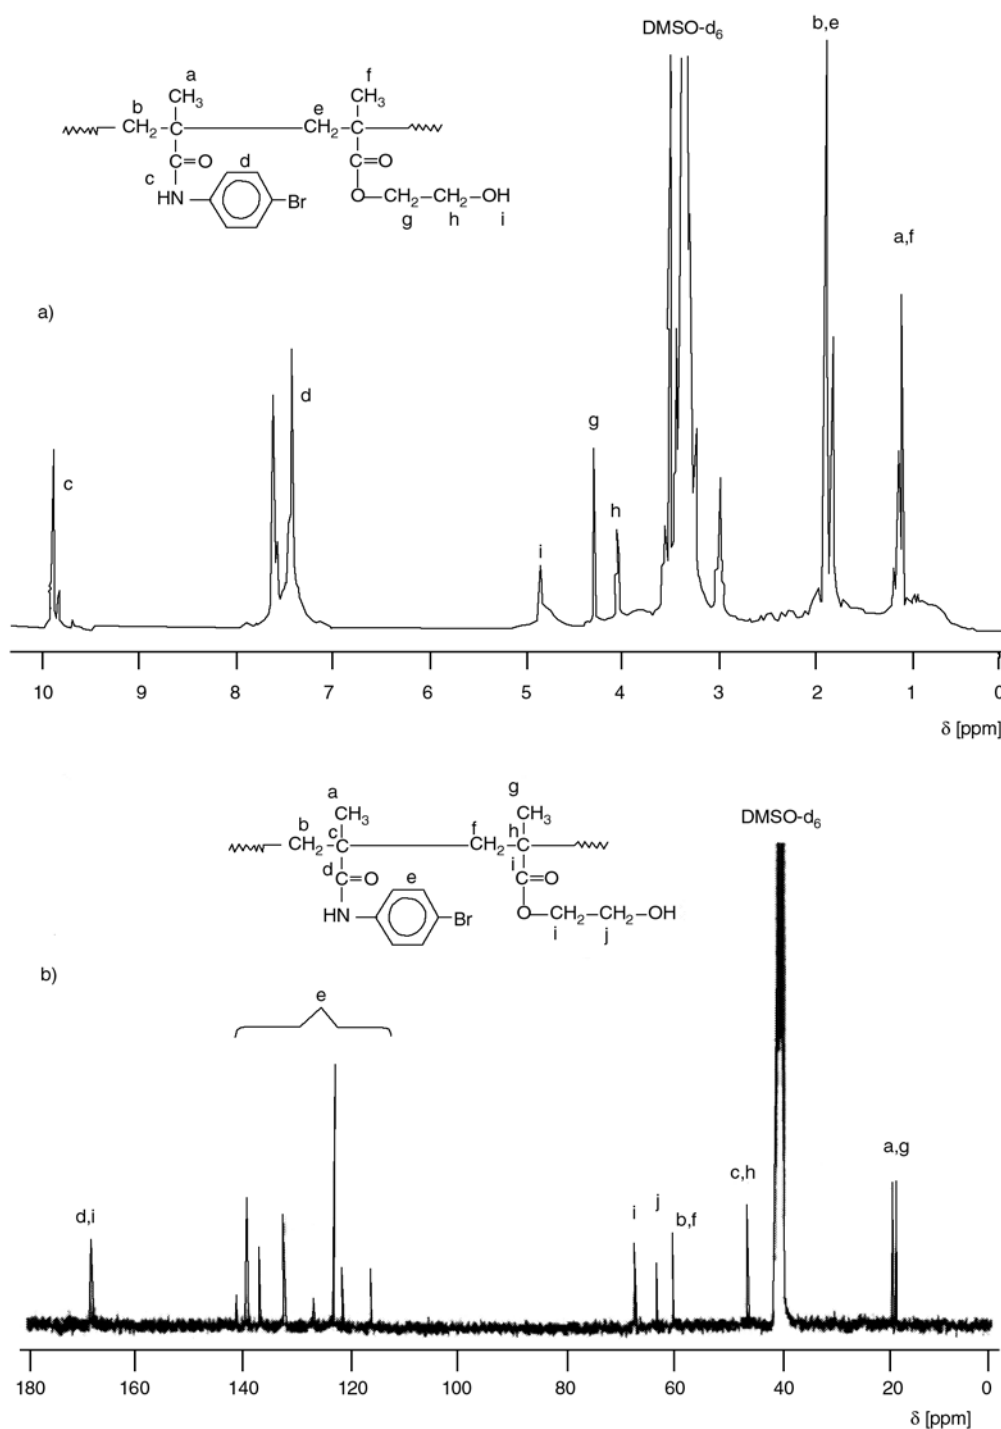 DMSO-d6
b,e
a
f
b
CH3
e
CH3
CH2
C
CH2
C
C=O
d
C=O
c
HN
Br
O
CH2
CH2
OH
g
h
i
a,f
a)
d
g
c
h
i
10
9
8
7
6
5
4
3
2
1
0
δ [ppm]
a
g
b
CH3
f
CH3
DMSO-d6
CH2
c
C
CH2
h
C
d
C=O
e
i
C=O
HN
Br
O
CH2
CH2
OH
i
j
b)
e
d,i
i
j
b,f
c,h
a,g
180
160
140
120
100
80
60
40
20
0
δ [ppm]